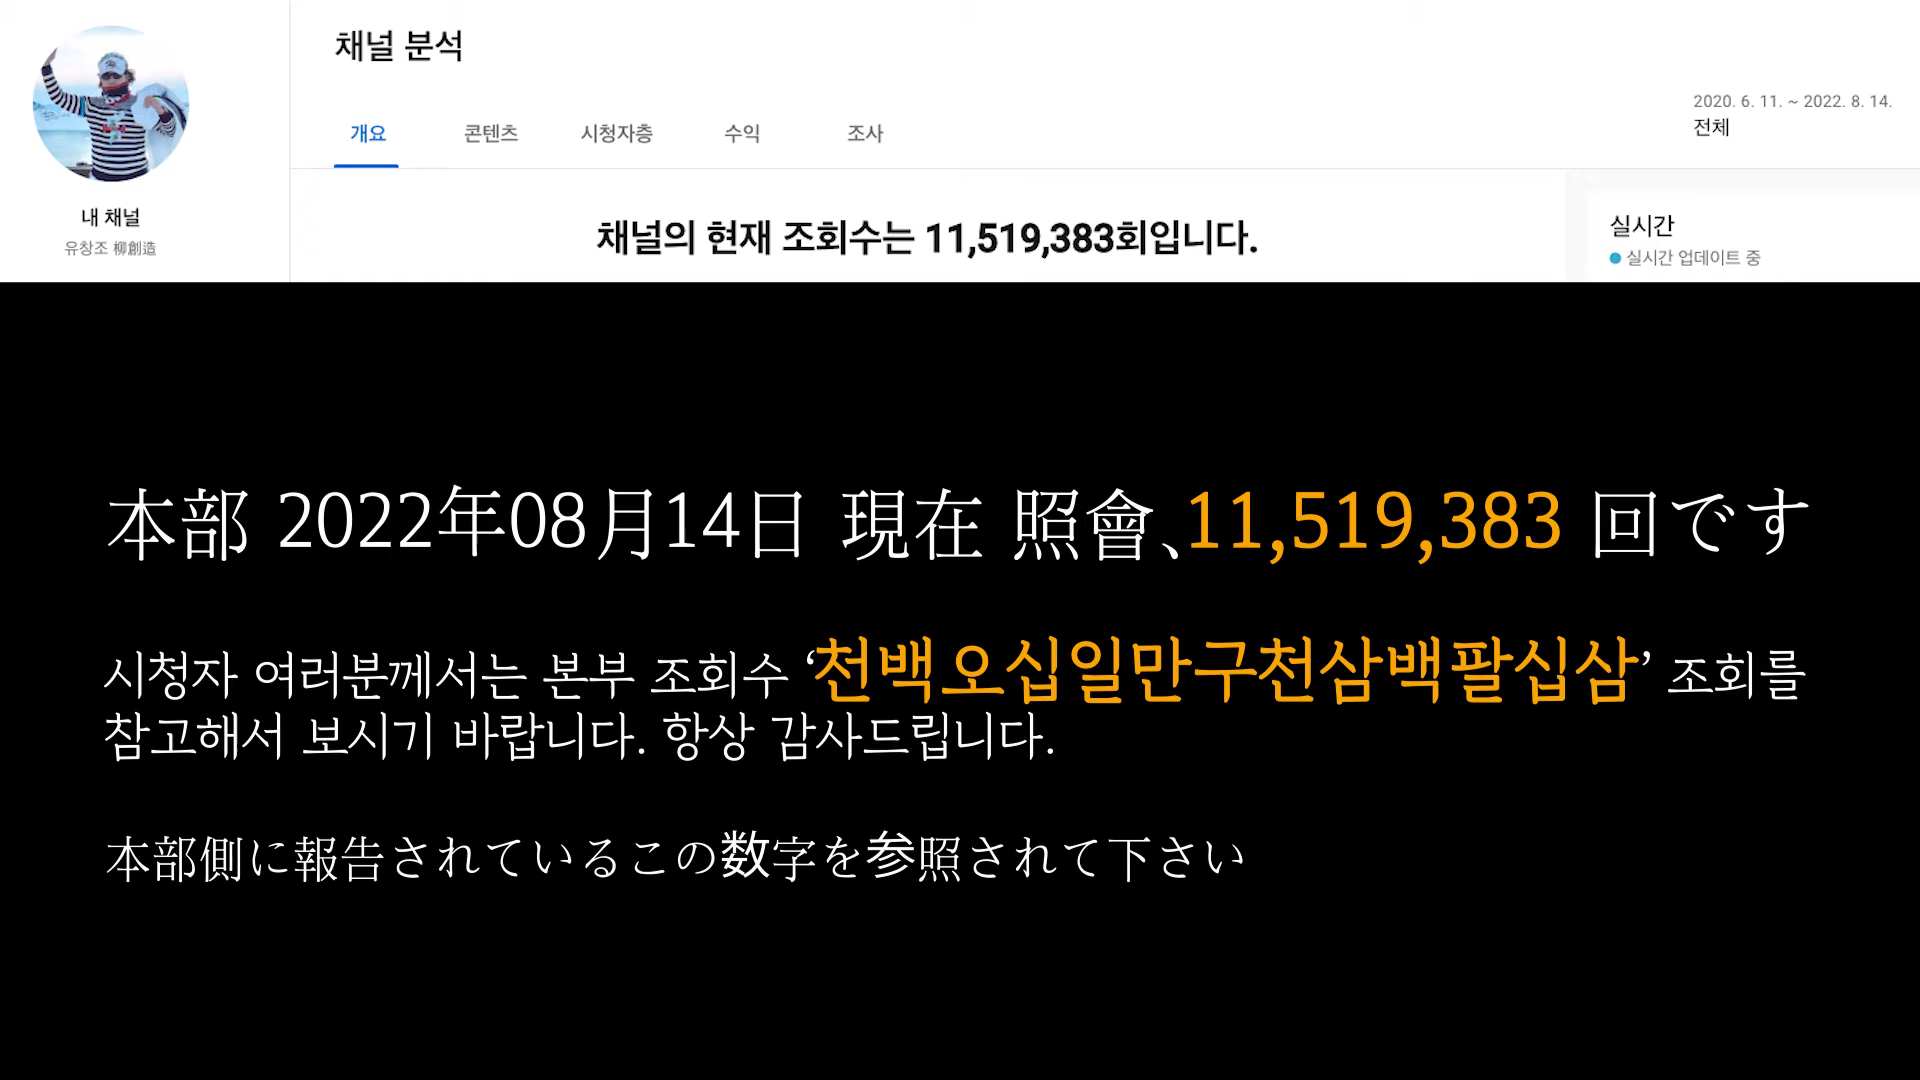 채널 분석
2020. 6. 11. ~ 2022. 8. 14.
전체
개요 콘텐츠 시청자층 수익 조사
내 채널
유창조 柳創造
채널의 현재 조회수는 11,519,383회입니다.
실시간
실시간 업데이트 중
本部 2022年08月14日 現在 照會、11,519,383 回です
시청자 여러분께서는 본부 조회수 ‘천백오십일만구천삼백팔십삼’ 조회를
참고해서 보시기 바랍니다. 항상 감사드립니다.
本部側に報告されているこの数字を参照されて下さい